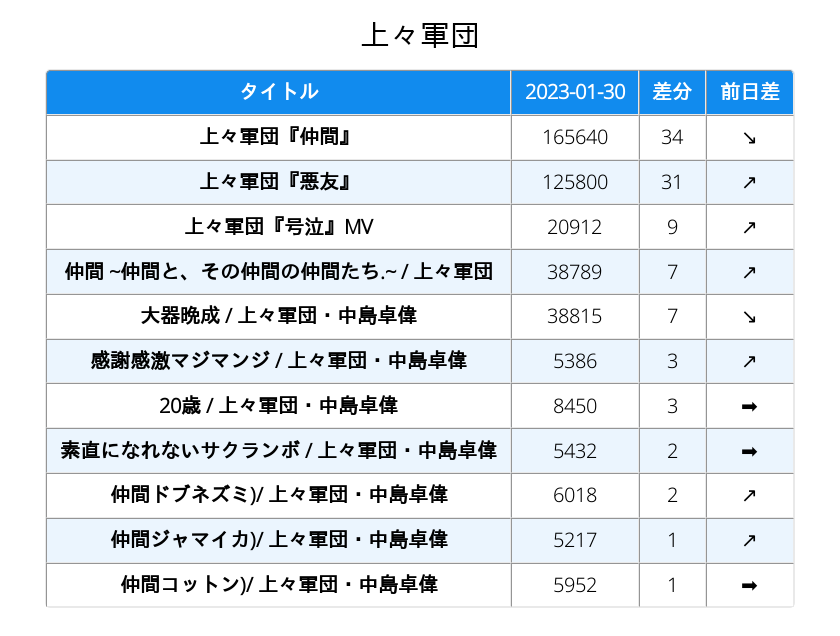 上々軍団
タイトル 2023-01-30 差分 前日差
上々軍団『仲間』 165640 34 ↘
上々軍団『悪友』 125800 31 ↗
上々軍団『号泣』MV 20912 9 ↗
仲間 ~仲間と、その仲間の仲間たち.~ / 上々軍団 38789 7 ↗
大器晩成 / 上々軍団・中島卓偉 38815 7 ↘
感謝感激マジマンジ / 上々軍団・中島卓偉 5386 3 ↗
20歳 / 上々軍団・中島卓偉 8450 3 ➡
素直になれないサクランボ / 上々軍団・中島卓偉 5432 2 ➡
仲間ドブネズミ)/ 上々軍団・中島卓偉 6018 2 ↗
仲間ジャマイカ)/ 上々軍団・中島卓偉 5217 1 ↗
仲間コットン)/ 上々軍団・中島卓偉 5952 1 ➡